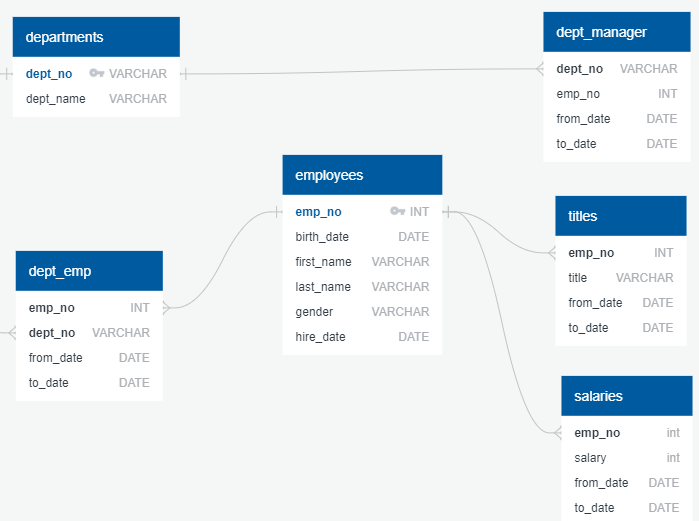 departments
dept_no VARCHAR
dept_name VARCHAR
dept_manager
dept_no VARCHAR
emp_no INT
from_date DATE
to_date DATE
employees
emp_no INT
birth_date DATE
first_name VARCHAR
last_name VARCHAR
gender VARCHAR
hire_date DATE
titles
emp_no INT
title VARCHAR
from_date DATE
to_date DATE
dept_emp
emp_no INT
dept_no VARCHAR
from_date DATE
to_date DATE
salaries
emp_no int
salary int
from_date DATE
to_date DATE